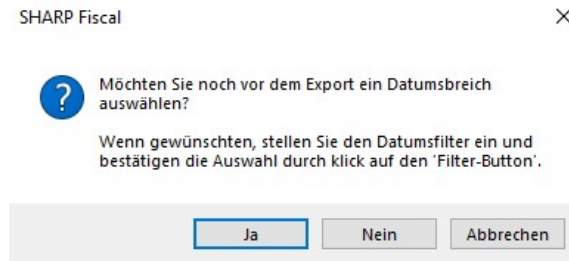 SHARP Fiscal
Möchten Sie noch vor dem Export ein Datumsbreich
auswählen?
Wenn gewünschten, stellen Sie den Datumsfilter ein und
bestätigen die Auswahl durch klick auf den 'Filter-Button'.
Ja Nein Abbrechen